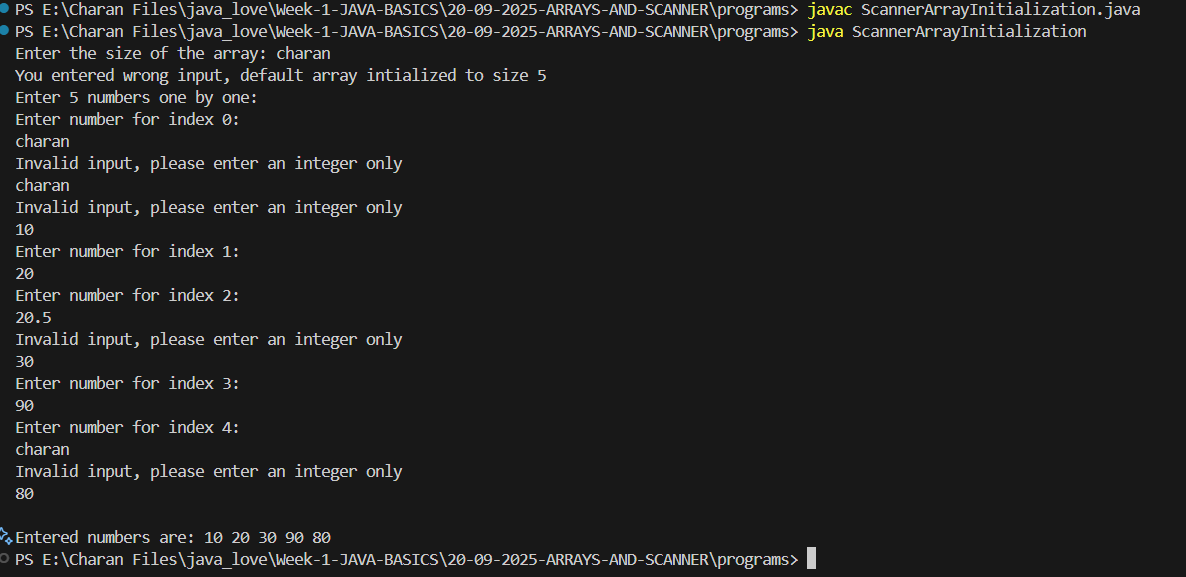 PS E:\Charan Files\java_love\Week-1-JAVA-BASICS\20-09-2025-ARRAYS-AND-SCANNER\programs> javac ScannerArrayInitialization.java
PS E:\Charan Files\java_love\Week-1-JAVA-BASICS\20-09-2025-ARRAYS-AND-SCANNER\programs> java ScannerArrayInitialization
Enter the size of the array: charan
You entered wrong input, default array intialized to size 5
Enter 5 numbers one by one:
Enter number for index 0:
charan
Invalid input, please enter an integer only
charan
Invalid input, please enter an integer only
10
Enter number for index 1:
20
Enter number for index 2:
20.5
Invalid input, please enter an integer only
30
Enter number for index 3:
90
Enter number for index 4:
charan
Invalid input, please enter an integer only
80
Entered numbers are: 10 20 30 90 80
PS E:\Charan Files\java_love\Week-1-JAVA-BASICS\20-09-2025-ARRAYS-AND-SCANNER\programs>